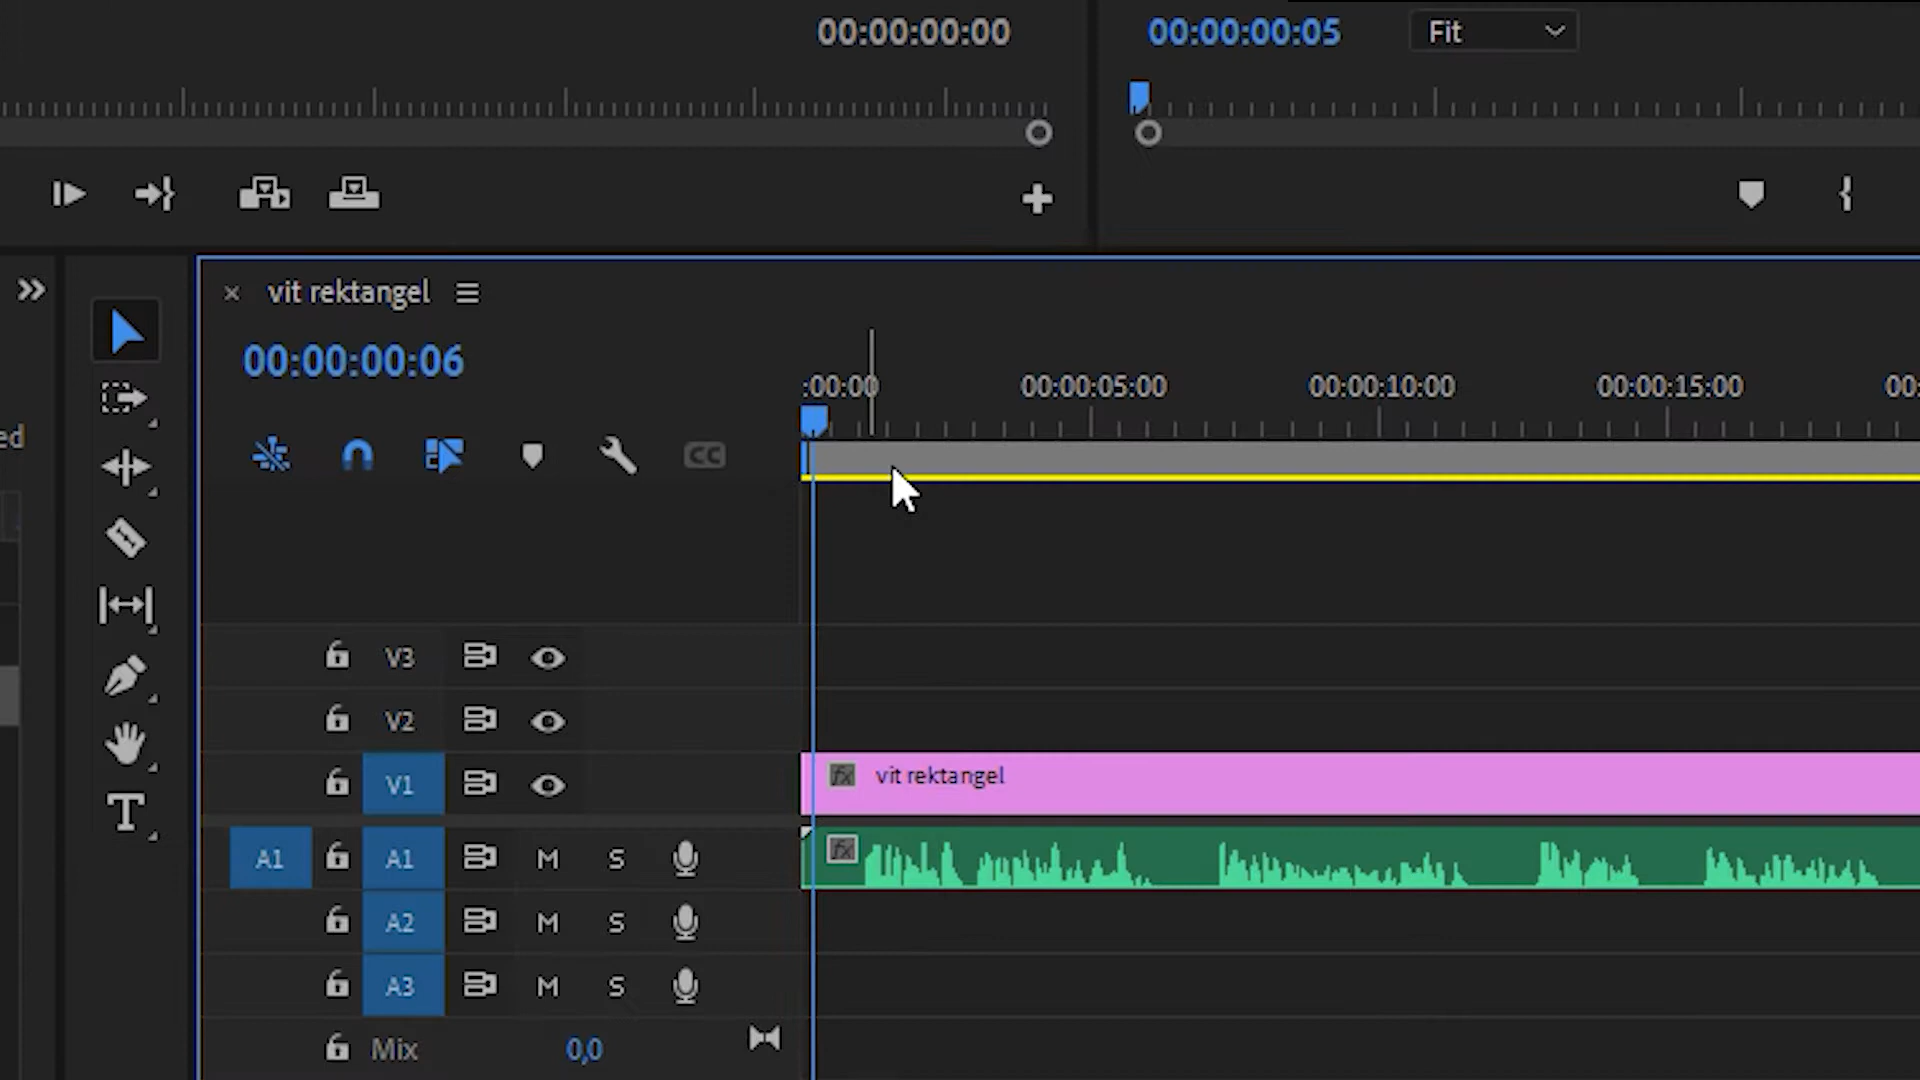 00:00:00:00
00:00:00:05
Fit
vit rektangel
00:00:00:06
ed
:00:00
00:00:05:00
00:00:10:00
00:00:15:00
00:
CC
V3
V2
V1
fx vit rektangel
A1
A1
M
S
fx
A2
M
S
A3
M
S
Mix
0,0